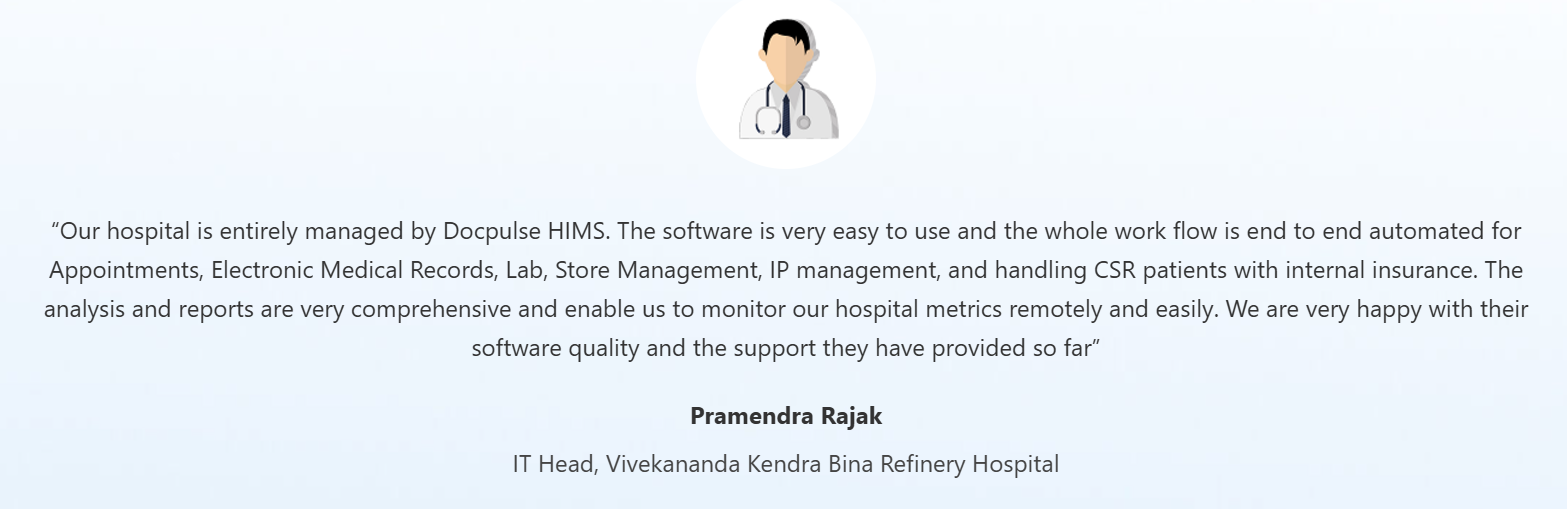 “Our hospital is entirely managed by Docpulse HIMS. The software is very easy to use and the whole work flow is end to end automated for
Appointments, Electronic Medical Records, Lab, Store Management, IP management, and handling CSR patients with internal insurance. The
analysis and reports are very comprehensive and enable us to monitor our hospital metrics remotely and easily. We are very happy with their
software quality and the support they have provided so far”
Pramendra Rajak
IT Head, Vivekananda Kendra Bina Refinery Hospital